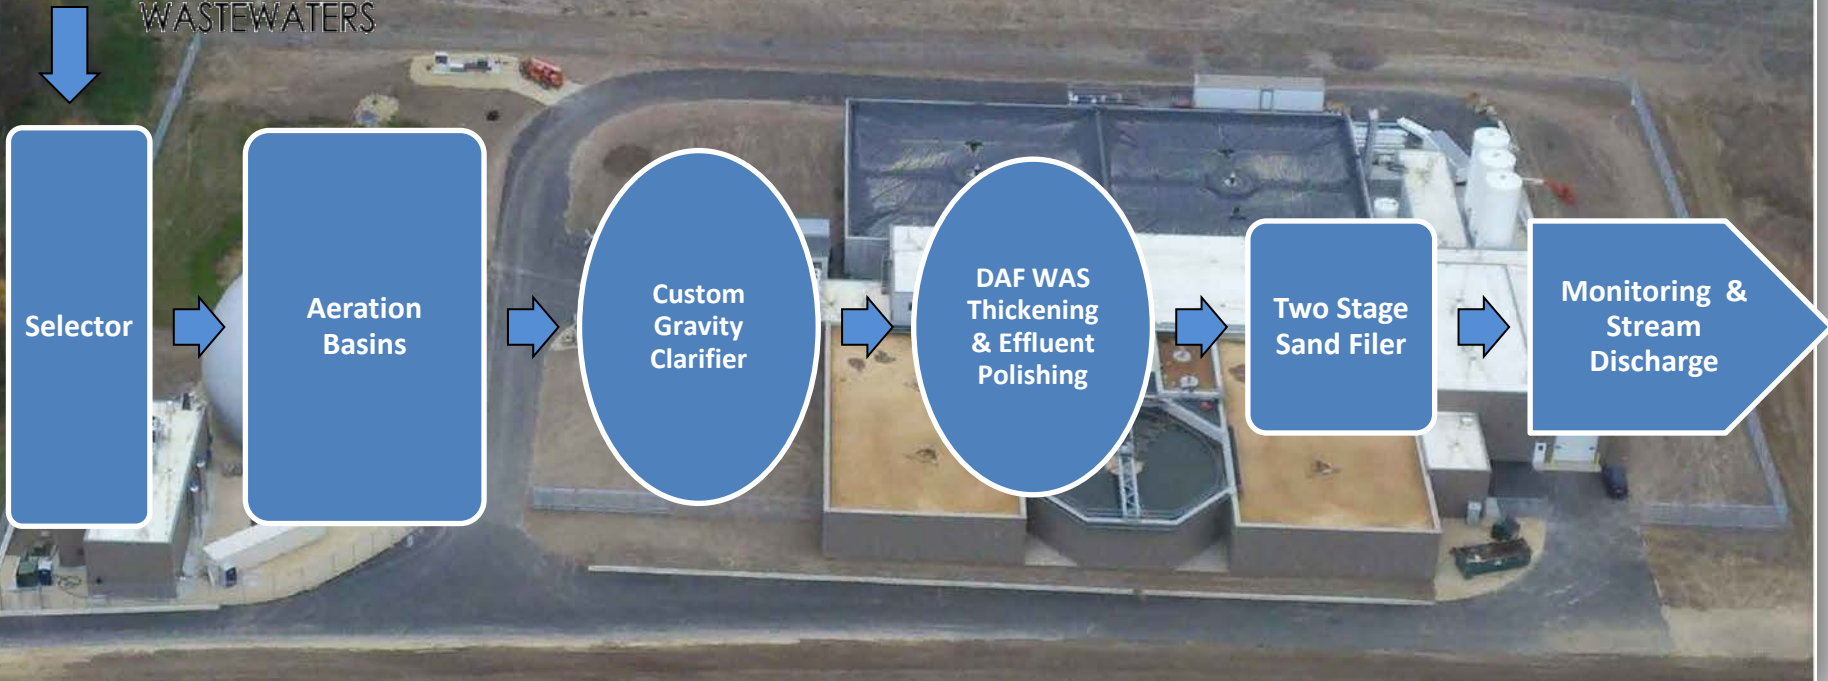 WASTEWATERS
Selector
Aeration
Basins
Custom
Gravity
Clarifier
DAF WAS
Thickening
& Effluent
Polishing
Two Stage
Sand Filer
Monitoring &
Stream
Discharge